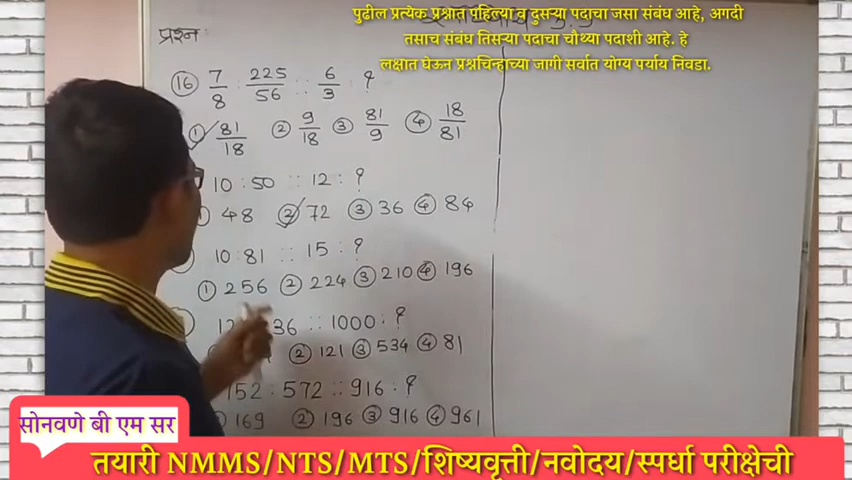 पुढील प्रत्येक प्रश्नात पहिल्या व दुसऱ्या पदाचा जसा संबंध आहे, अगदी
तसाच संबंध तिसऱ्या पदाचा चौथ्या पदाशी आहे. हे
लक्षात घेऊन प्रश्नचिन्हाच्या जागी सर्वात योग्य पर्याय निवडा.
प्रश्न:
(16) 7/8 : 225/56 :: 6/3 : ?
(1) 81/18 (2) 9/18 (3) 81/9 (4) 18/81
10 : 50 :: 12 : ?
48 (2) 72 (3) 36 (4) 84
10 : 81 :: 15 : ?
(1) 256 (2) 224 (3) 210 (4) 196
36 :: 1000 : ?
(2) 121 (3) 534 (4) 81
152 : 572 :: 916 : ?
169 (2) 196 (3) 916 (4) 961
सोनवणे बी एम सर
तयारी NMMS/NTS/MTS/शिष्यवृत्ती/नवोदय/स्पर्धा परीक्षेची